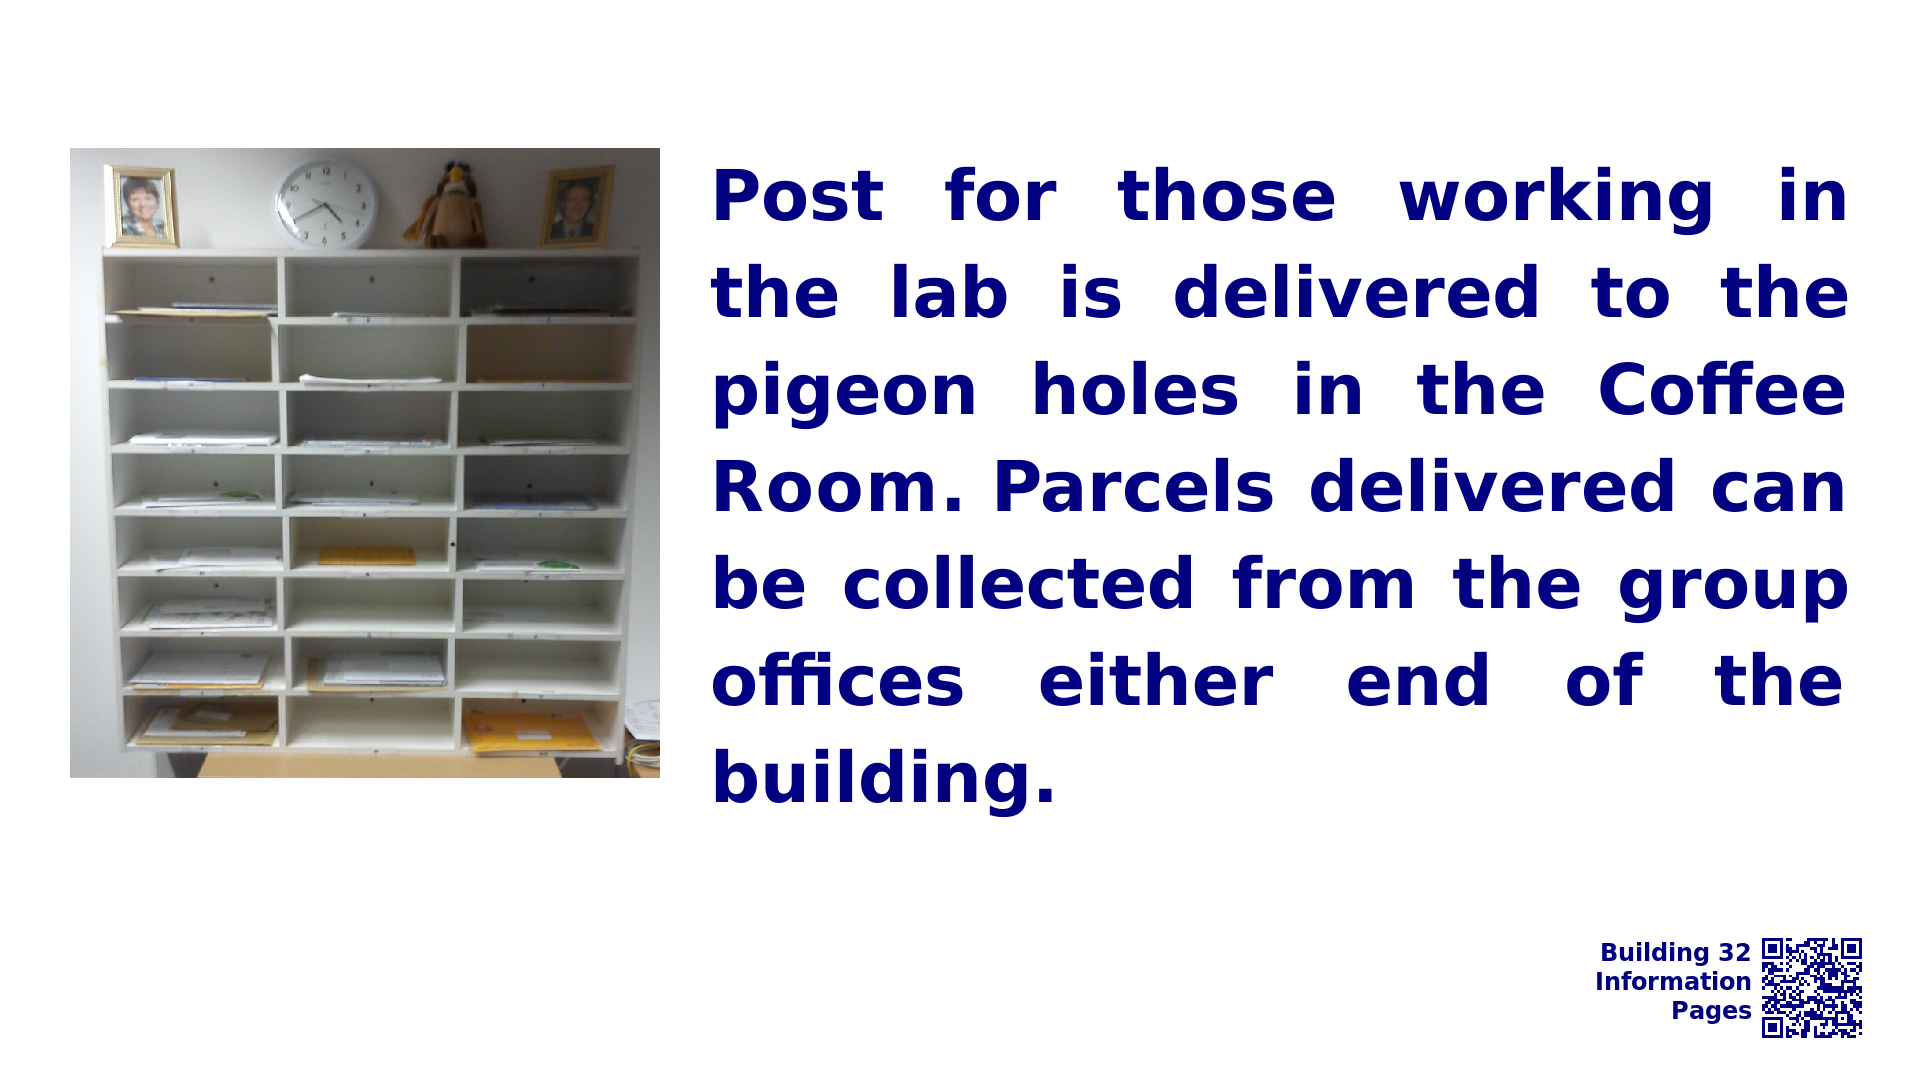 Post for those working in
the lab is delivered to the
pigeon holes in the Coffee
Room. Parcels delivered can
be collected from the group
offices either end of the
building.
Building 32
Information
Pages